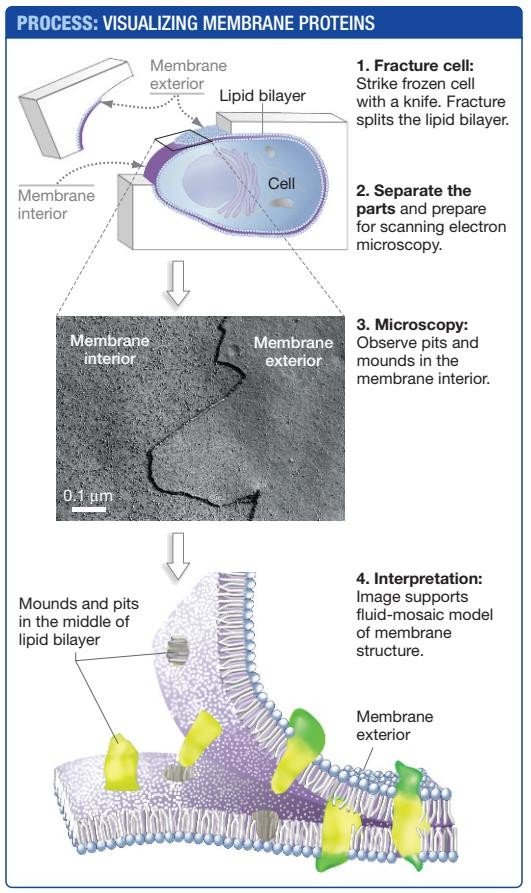 PROCESS: VISUALIZING MEMBRANE PROTEINS
Membrane
exterior
Lipid bilayer
Membrane
interior
Cell
1. Fracture cell:
Strike frozen cell
with a knife. Fracture
splits the lipid bilayer.
2. Separate the
parts and prepare
for scanning electron
microscopy.
Membrane
interior
Membrane
exterior
0.1 µm
3. Microscopy:
Observe pits and
mounds in the
membrane interior.
Mounds and pits
in the middle of
lipid bilayer
4. Interpretation:
Image supports
fluid-mosaic model
of membrane
structure.
Membrane
exterior